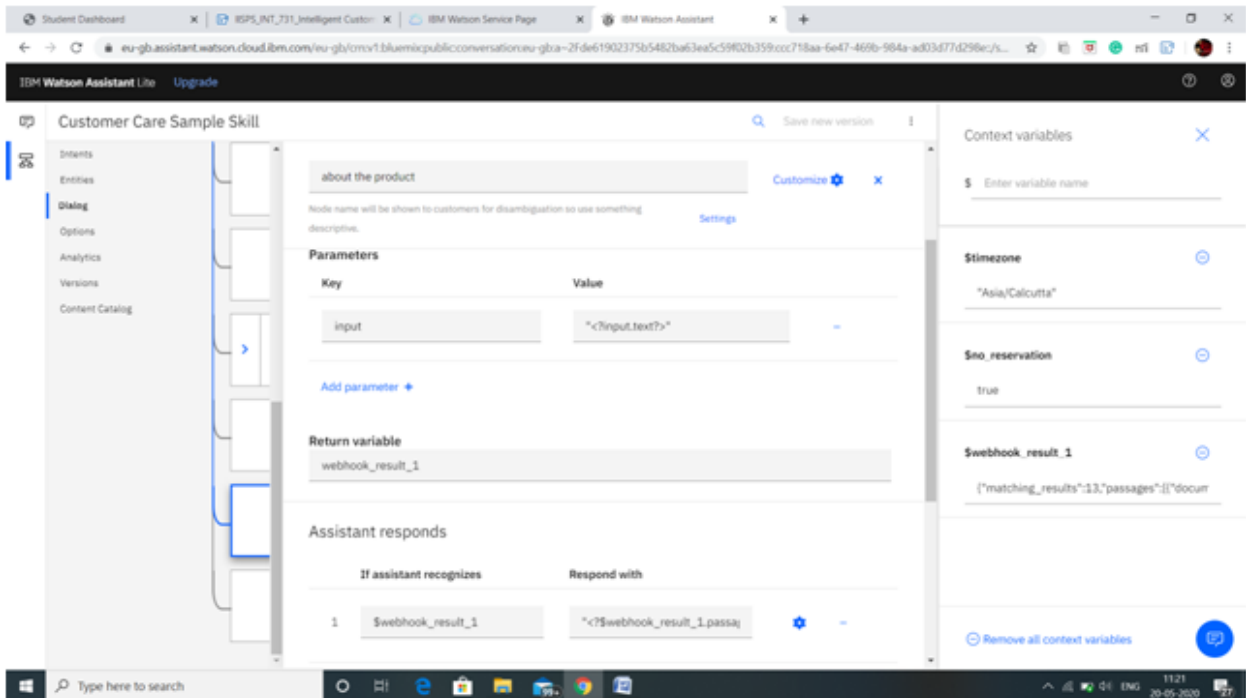 Student Dashboard
IISPS_INT_731_Intelligent Custom
IBM Watson Service Page
IBM Watson Assistant
IBM Watson Assistant Lite Upgrade
Customer Care Sample Skill
Save new version
Intents
Entities
Dialog
Options
Analytics
Versions
Content Catalog
about the product
Customize
Node name will be shown to customers for disambiguation so use something
descriptive.
Settings
Parameters
Key Value
input "<?input.text?>"
Add parameter +
Return variable
webhook_result_1
Assistant responds
If assistant recognizes Respond with
1 $webhook_result_1 "<?$webhook_result_1.passa
Context variables
$ Enter variable name
$timezone
"Asia/Calcutta"
$no_reservation
true
$webhook_result_1
{"matching_results":13,"passages":[{"docum
Remove all context variables
Type here to search
99+
ENG
11:21
20-05-2020
27